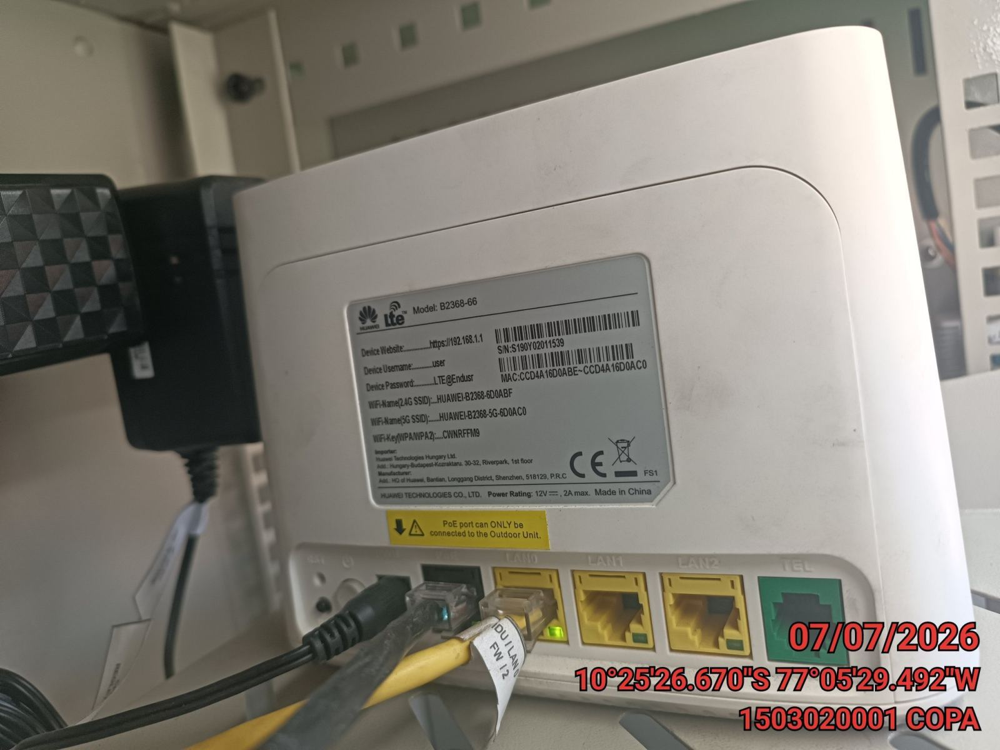 HUAWEI
Lte™ Model: B2368-66
Device Website:...............https://192.168.1.1
Device Username:...........user
Device Password:...........LTE@Endusr
S/N:S190Y02011539
MAC:CCD4A16D0ABE~CCD4A16D0AC0
WiFi-Name(2.4G SSID):...HUAWEI-B2368-6D0ABF
WiFi-Name(5G SSID):......HUAWEI-B2368-5G-6D0AC0
WiFi-Key(WPA/WPA2):....CWNRFFM9
Importer:
Huawei Technologies Hungary Ltd.
Add.: Hungary-Budapest-Kozraktaru. 30-32, Riverpark, 1st floor
Manufacturer:
Add.: HQ of Huawei, Bantian, Longgang District, Shenzhen, 518129, P.R.C
CE
FS1
HUAWEI TECHNOLOGIES CO., LTD. Power Rating: 12V, 2A max. Made in China
PoE port can ONLY be
connected to the Outdoor Unit.
PoE LAN0 LAN1 LAN2 TEL
IDU / LAN 0
FW / 2
07/07/2026
10°25'26.670"S 77°05'29.492"W
1503020001 COPA